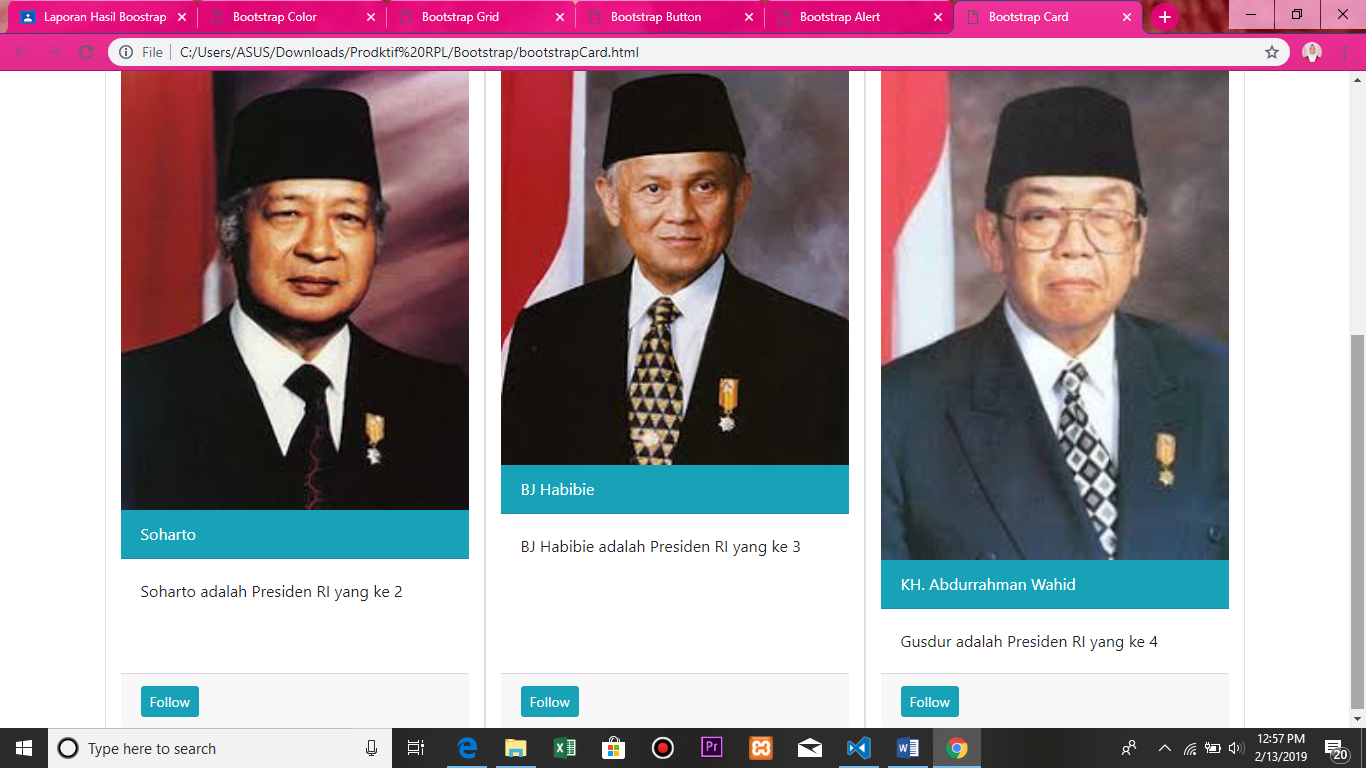 Laporan Hasil Boostrap
Bootstrap Color
Bootstrap Grid
Bootstrap Button
Bootstrap Alert
Bootstrap Card
File
C:/Users/ASUS/Downloads/Prodktif%20RPL/Bootstrap/bootstrapCard.html
Soharto
Soharto adalah Presiden RI yang ke 2
Follow
BJ Habibie
BJ Habibie adalah Presiden RI yang ke 3
Follow
KH. Abdurrahman Wahid
Gusdur adalah Presiden RI yang ke 4
Follow
Type here to search
Pr
12:57 PM
2/13/2019
20